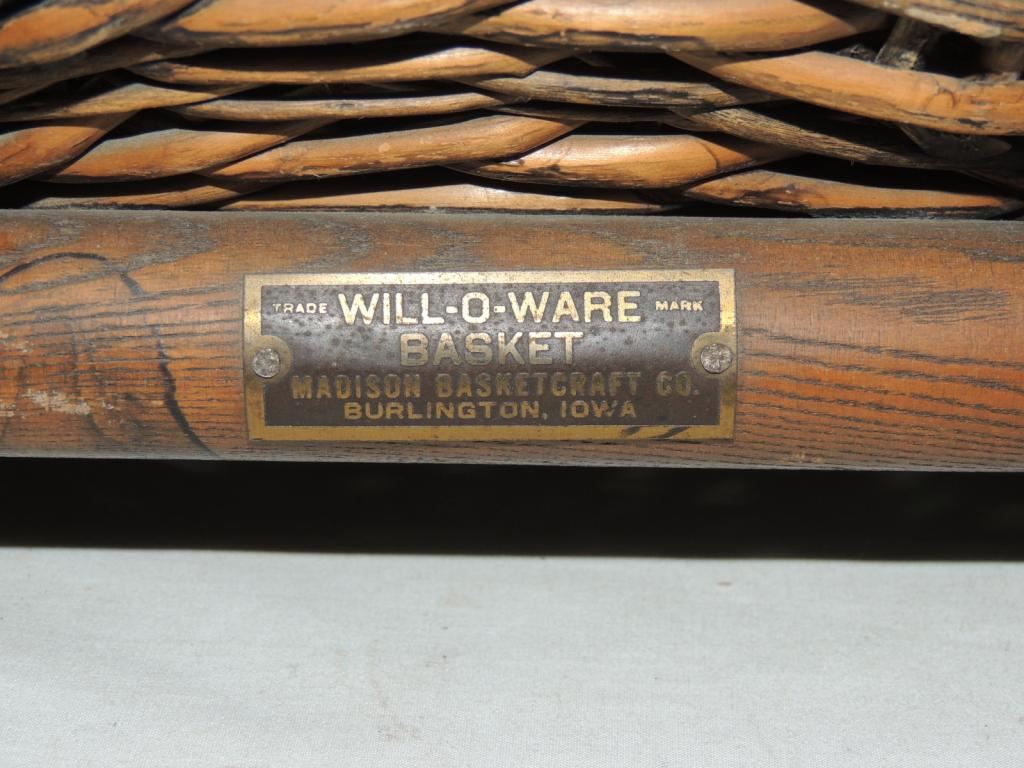 TRADE WILL-O-WARE MARK
BASKET
MADISON BASKETCRAFT CO.
BURLINGTON, IOWA